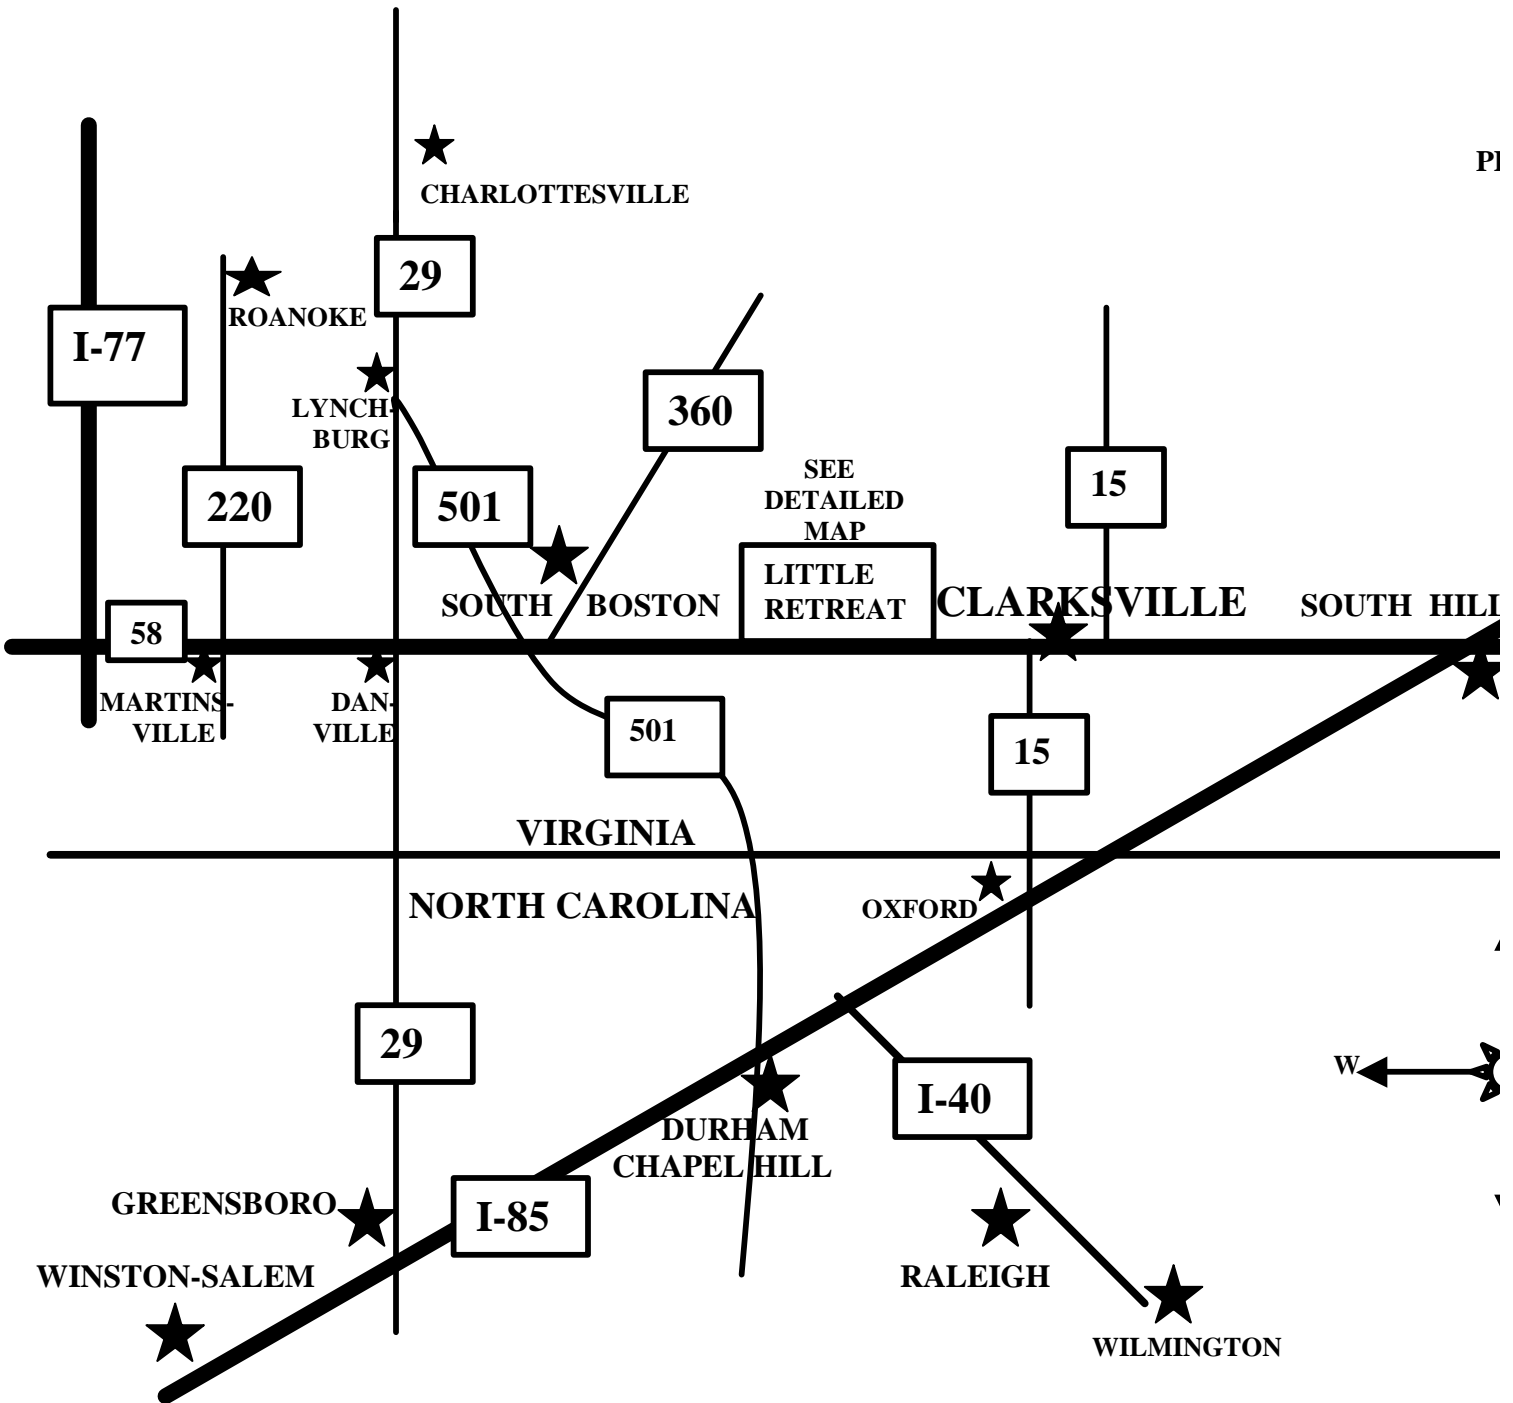 PI
CHARLOTTESVILLE
29
ROANOKE
I-77
LYNCH-
BURG
360
SEE
DETAILED
MAP
15
220
501
LITTLE
RETREAT
CLARKSVILLE
SOUTH BOSTON
SOUTH HILL
58
MARTINS-
VILLE
DAN-
VILLE
501
15
VIRGINIA
NORTH CAROLINA
OXFORD
29
W
I-40
DURHAM
CHAPEL HILL
GREENSBORO
I-85
WINSTON-SALEM
RALEIGH
WILMINGTON